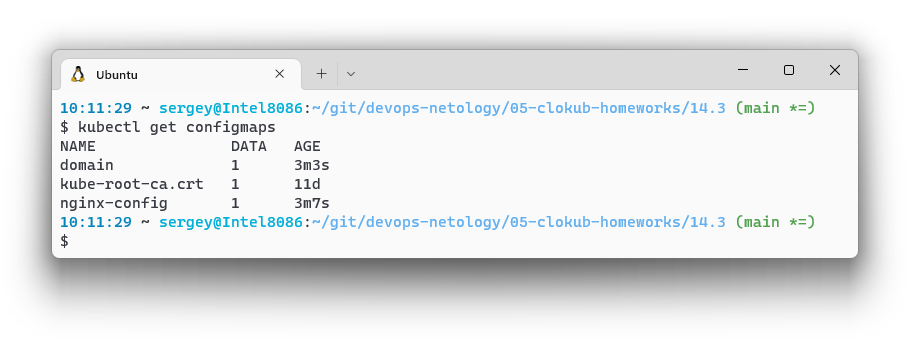 Ubuntu
10:11:29 ~ sergey@Intel8086:~/git/devops-netology/05-clokub-homeworks/14.3 (main *=)
$ kubectl get configmaps
NAME               DATA   AGE
domain             1      3m3s
kube-root-ca.crt   1      11d
nginx-config       1      3m7s
10:11:29 ~ sergey@Intel8086:~/git/devops-netology/05-clokub-homeworks/14.3 (main *=)
$